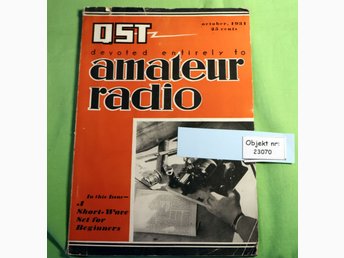 QST
october, 1931
25 cents
devoted entirely to
amateur
radio
Objekt nr:
23070
In this Issue—
A
Short-Wave
Set for
Beginners